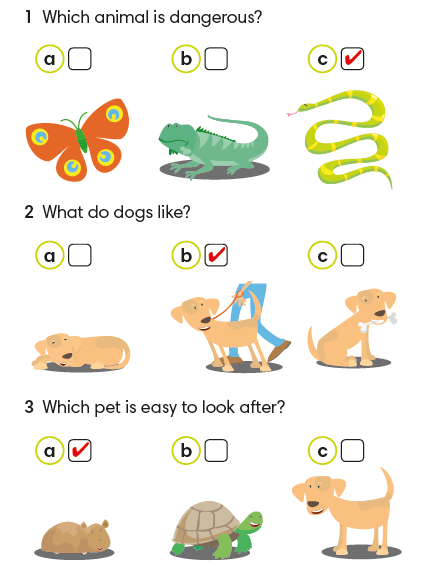 1 Which animal is dangerous?
a b c
2 What do dogs like?
a b c
3 Which pet is easy to look after?
a b c